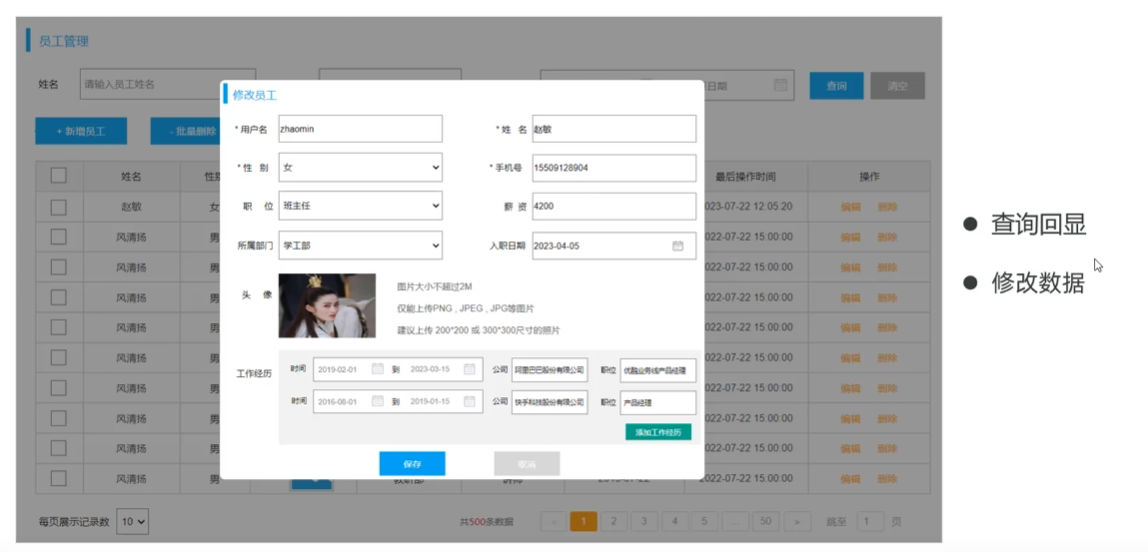 员工管理
姓名 请输入员工姓名 日期 查询 清空
+ 新增员工 - 批量删除
修改员工
* 用户名 zhaomin * 姓 名 赵敏
* 性 别 女 * 手机号 15509128904
职 位 班主任 薪 资 4200
所属部门 学工部 入职日期 2023-04-05
头 像
图片大小不超过2M
仅能上传PNG , JPEG , JPG等图片
建议上传 200*200 或 300*300尺寸的照片
工作经历
时间 2019-02-01 到 2023-03-15 公司 阿里巴巴股份有限公司 职位 优酷业务线产品经理
时间 2016-08-01 到 2019-01-15 公司 快手科技股份有限公司 职位 产品经理
添加工作经历
保存 取消
姓名 最后操作时间 操作
赵敏 女 023-07-22 12:05:20 编辑 删除
风清扬 男 022-07-22 15:00:00 编辑 删除
风清扬 男 022-07-22 15:00:00 编辑 删除
风清扬 男 022-07-22 15:00:00 编辑 删除
风清扬 男 022-07-22 15:00:00 编辑 删除
风清扬 男 022-07-22 15:00:00 编辑 删除
风清扬 男 022-07-22 15:00:00 编辑 删除
风清扬 男 022-07-22 15:00:00 编辑 删除
风清扬 男 022-07-22 15:00:00 编辑 删除
风清扬 男 2022-07-22 15:00:00 编辑 删除
每页展示记录数 10 共500条数据 < 1 2 3 4 5 ... 50 > 跳至 1 页
● 查询回显
● 修改数据